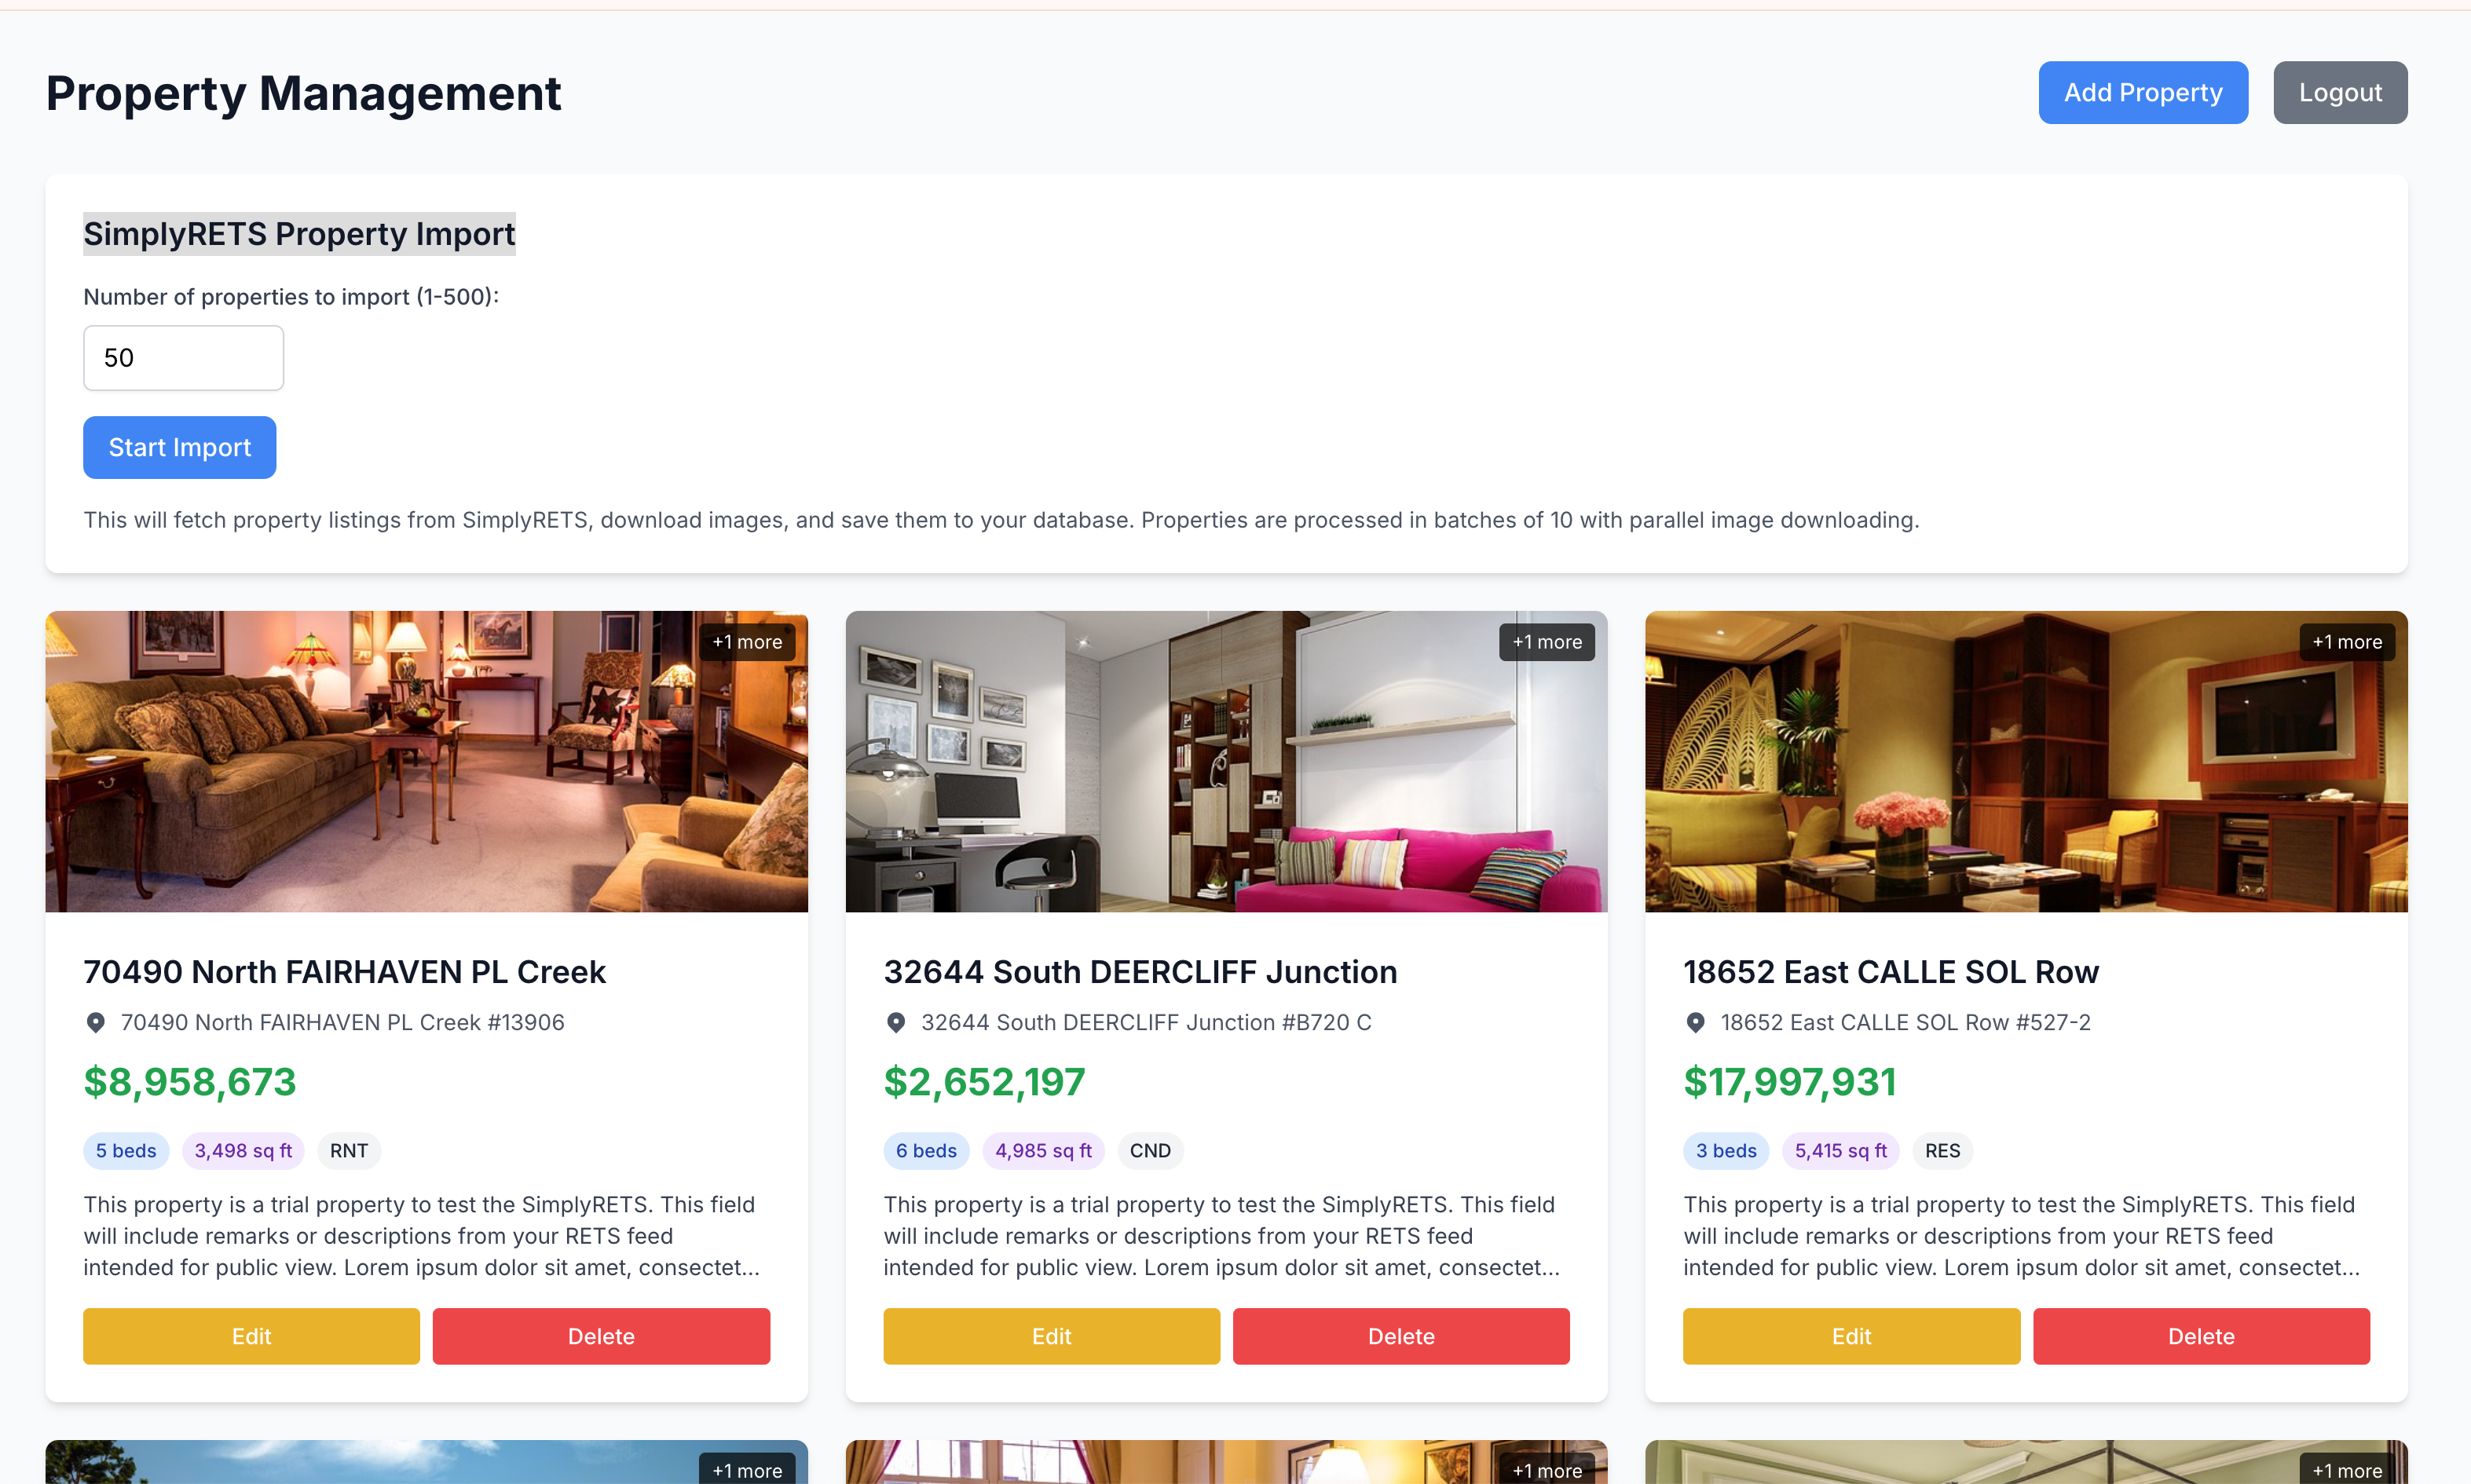 Property Management
Add Property
Logout
SimplyRETS Property Import
Number of properties to import (1-500):
50
Start Import
This will fetch property listings from SimplyRETS, download images, and save them to your database. Properties are processed in batches of 10 with parallel image downloading.
+1 more
+1 more
+1 more
70490 North FAIRHAVEN PL Creek
70490 North FAIRHAVEN PL Creek #13906
$8,958,673
5 beds
3,498 sq ft
RNT
This property is a trial property to test the SimplyRETS. This field
will include remarks or descriptions from your RETS feed
intended for public view. Lorem ipsum dolor sit amet, consectet...
Edit
Delete
32644 South DEERCLIFF Junction
32644 South DEERCLIFF Junction #B720 C
$2,652,197
6 beds
4,985 sq ft
CND
This property is a trial property to test the SimplyRETS. This field
will include remarks or descriptions from your RETS feed
intended for public view. Lorem ipsum dolor sit amet, consectet...
Edit
Delete
18652 East CALLE SOL Row
18652 East CALLE SOL Row #527-2
$17,997,931
3 beds
5,415 sq ft
RES
This property is a trial property to test the SimplyRETS. This field
will include remarks or descriptions from your RETS feed
intended for public view. Lorem ipsum dolor sit amet, consectet...
Edit
Delete
+1 more
+1 more
+1 more